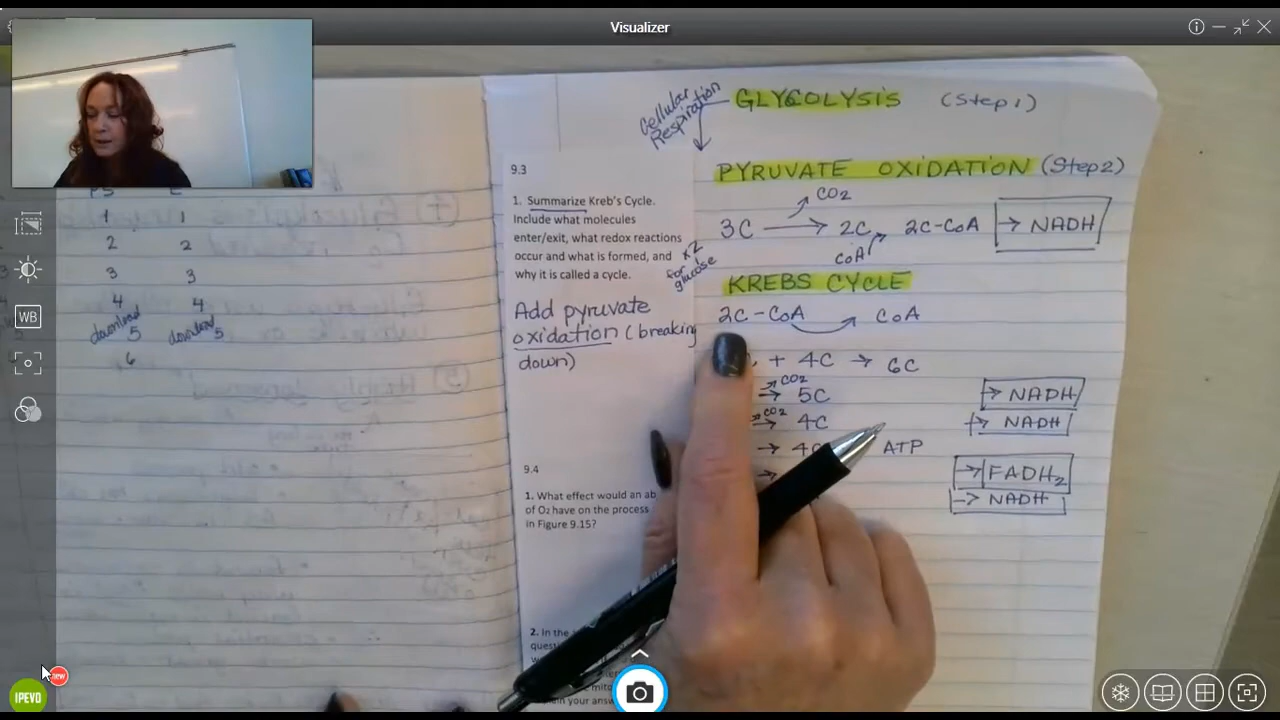 Visualizer
Cellular
Respiration
GLYCOLYSIS (Step 1)
PYRUVATE OXIDATION (Step 2)
CO2
3C → 2C 2C-CoA → NADH
CoA
x2
for
glucose
KREBS CYCLE
2C-CoA CoA
+ 4C → 6C
CO2
→ 5C → NADH
CO2
→ 4C → NADH
→ 4C ATP
→ → FADH2
→ NADH
9.3
1. Summarize Kreb's Cycle.
Include what molecules
enter/exit, what redox reactions
occur and what is formed, and
why it is called a cycle.
Add pyruvate
oxidation (breaking
down)
9.4
1. What effect would an ab
of O2 have on the process
in Figure 9.15?
2. In the
PS
1 1
2 2
3 3
4 4
download download
5 5
6
WB
new
IPEVO